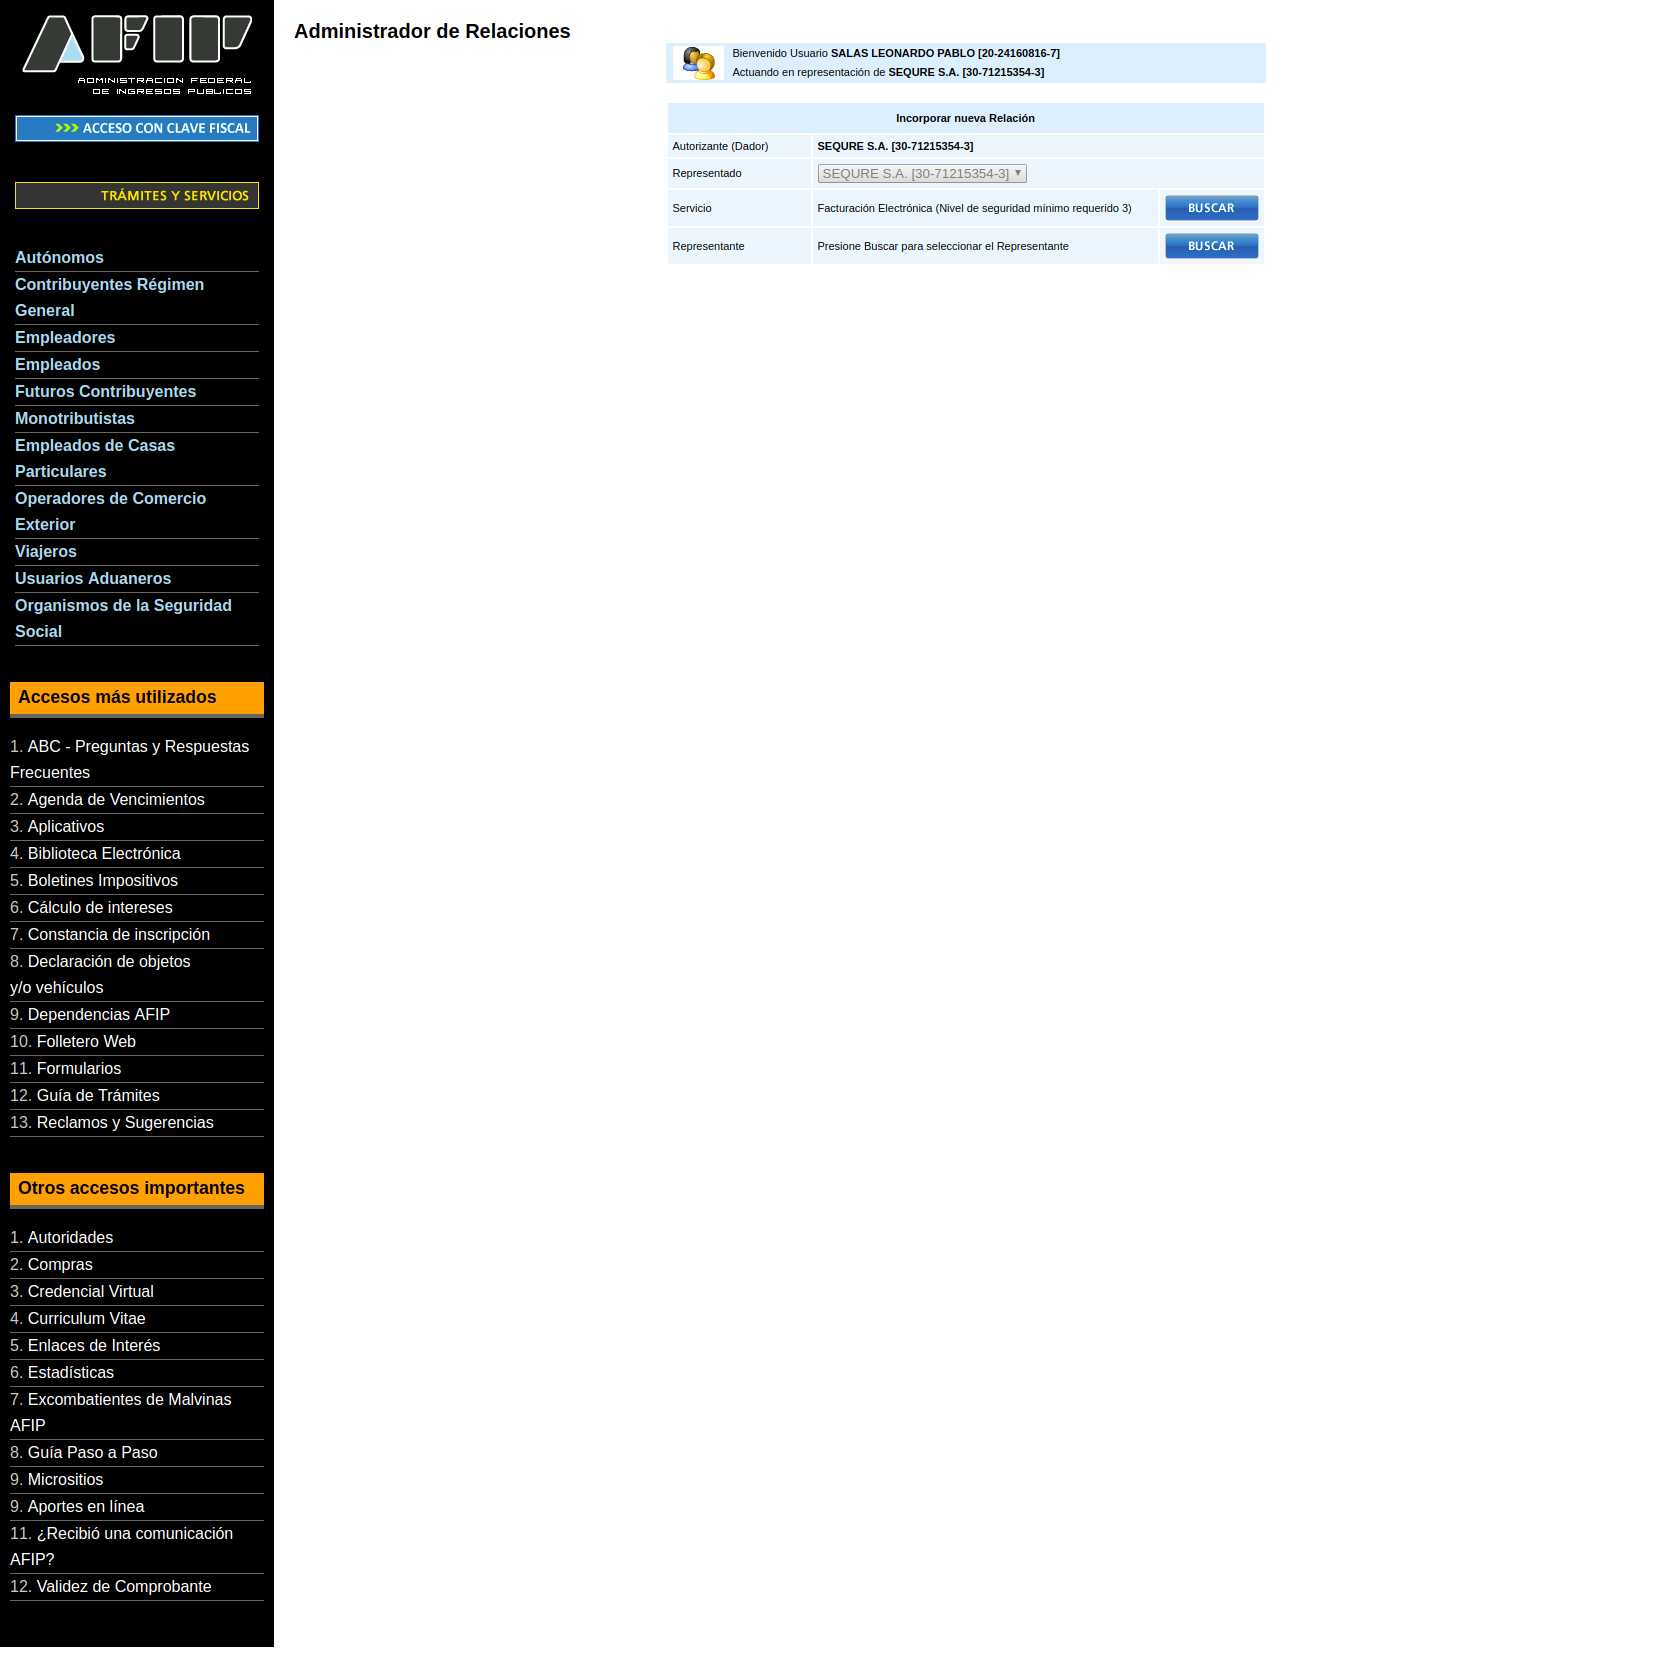 AFIP
ADMINISTRACION FEDERAL
DE INGRESOS PUBLICOS
>>> ACCESO CON CLAVE FISCAL
TRÁMITES Y SERVICIOS
Autónomos
Contribuyentes Régimen
General
Empleadores
Empleados
Futuros Contribuyentes
Monotributistas
Empleados de Casas
Particulares
Operadores de Comercio
Exterior
Viajeros
Usuarios Aduaneros
Organismos de la Seguridad
Social
Accesos más utilizados
1. ABC - Preguntas y Respuestas
Frecuentes
2. Agenda de Vencimientos
3. Aplicativos
4. Biblioteca Electrónica
5. Boletines Impositivos
6. Cálculo de intereses
7. Constancia de inscripción
8. Declaración de objetos
y/o vehículos
9. Dependencias AFIP
10. Folletero Web
11. Formularios
12. Guía de Trámites
13. Reclamos y Sugerencias
Otros accesos importantes
1. Autoridades
2. Compras
3. Credencial Virtual
4. Curriculum Vitae
5. Enlaces de Interés
6. Estadísticas
7. Excombatientes de Malvinas
AFIP
8. Guía Paso a Paso
9. Micrositios
9. Aportes en línea
11. ¿Recibió una comunicación
AFIP?
12. Validez de Comprobante
Administrador de Relaciones
Bienvenido Usuario SALAS LEONARDO PABLO [20-24160816-7]
Actuando en representación de SEQURE S.A. [30-71215354-3]
Incorporar nueva Relación
Autorizante (Dador) SEQURE S.A. [30-71215354-3]
Representado SEQURE S.A. [30-71215354-3]
Servicio Facturación Electrónica (Nivel de seguridad mínimo requerido 3) BUSCAR
Representante Presione Buscar para seleccionar el Representante BUSCAR